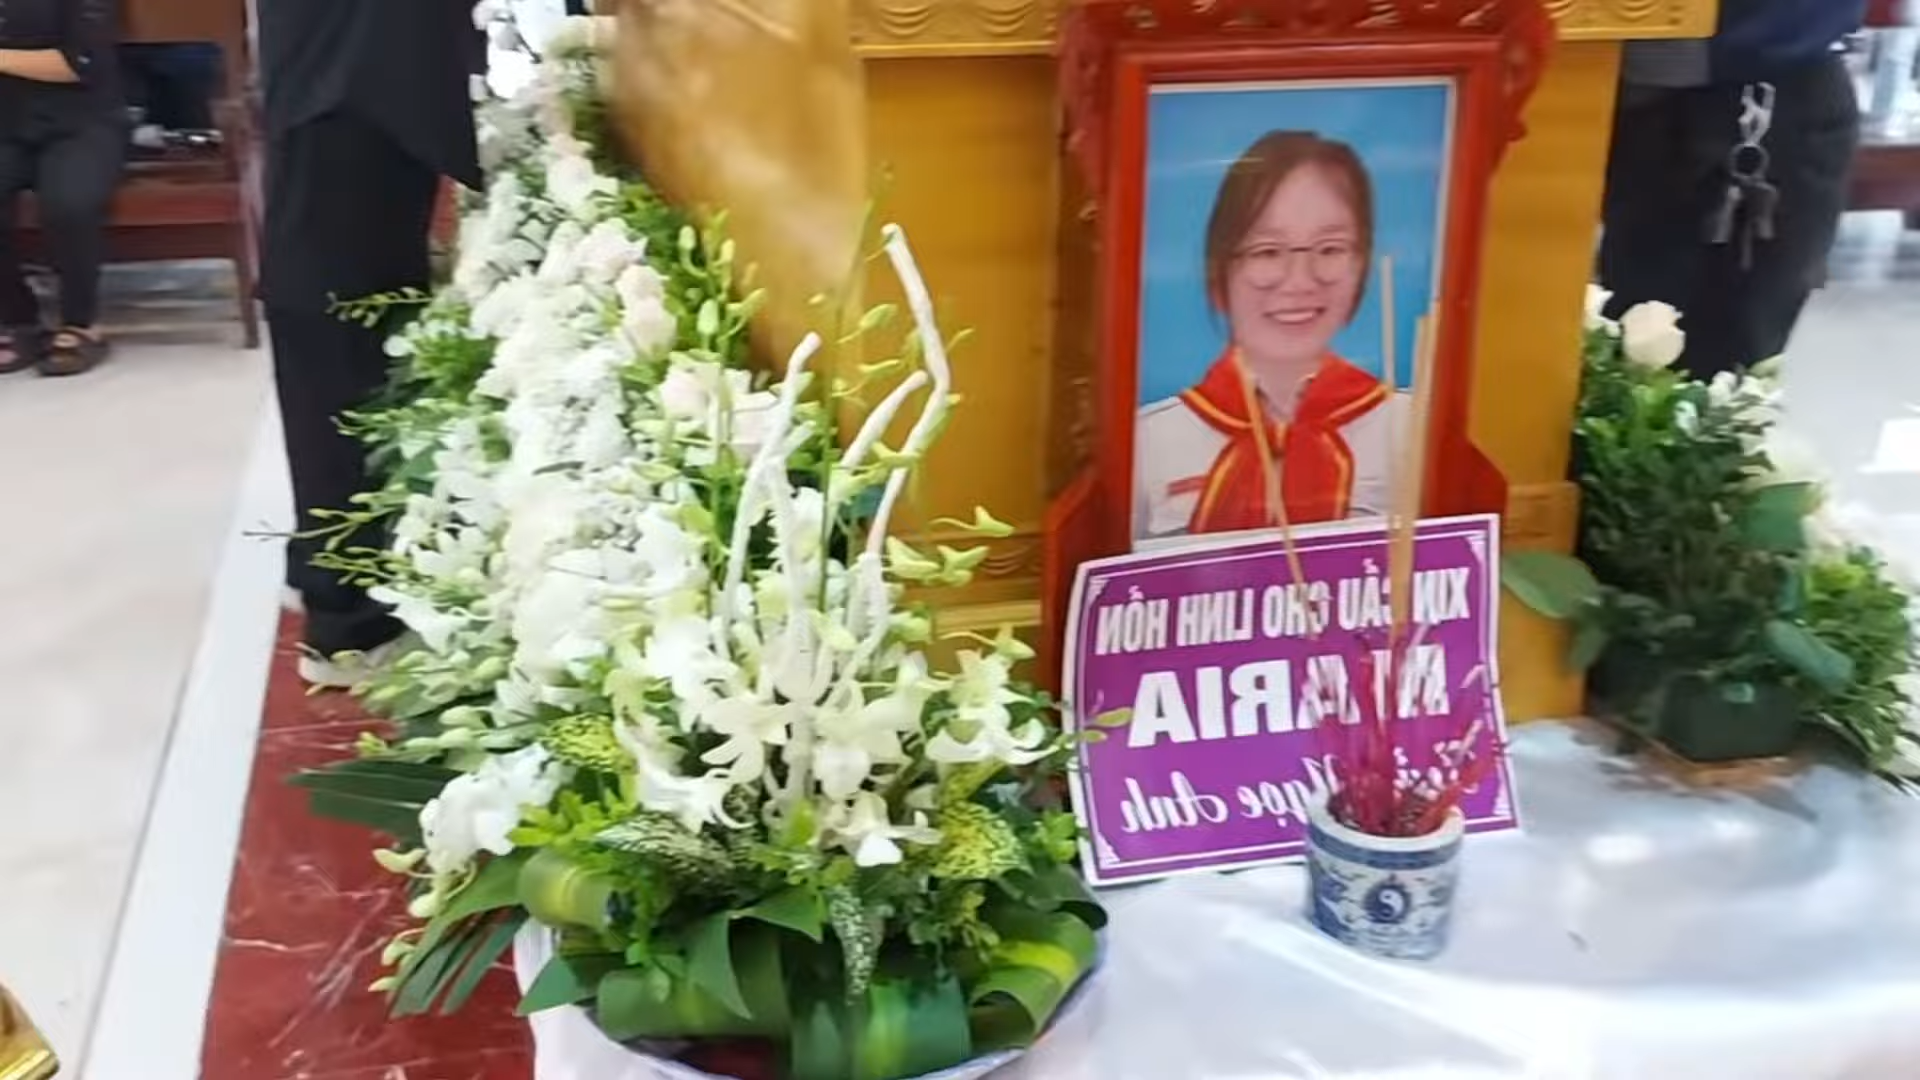 XIN CẦU CHO LINH HỒN
MARIA
Ngọc Anh